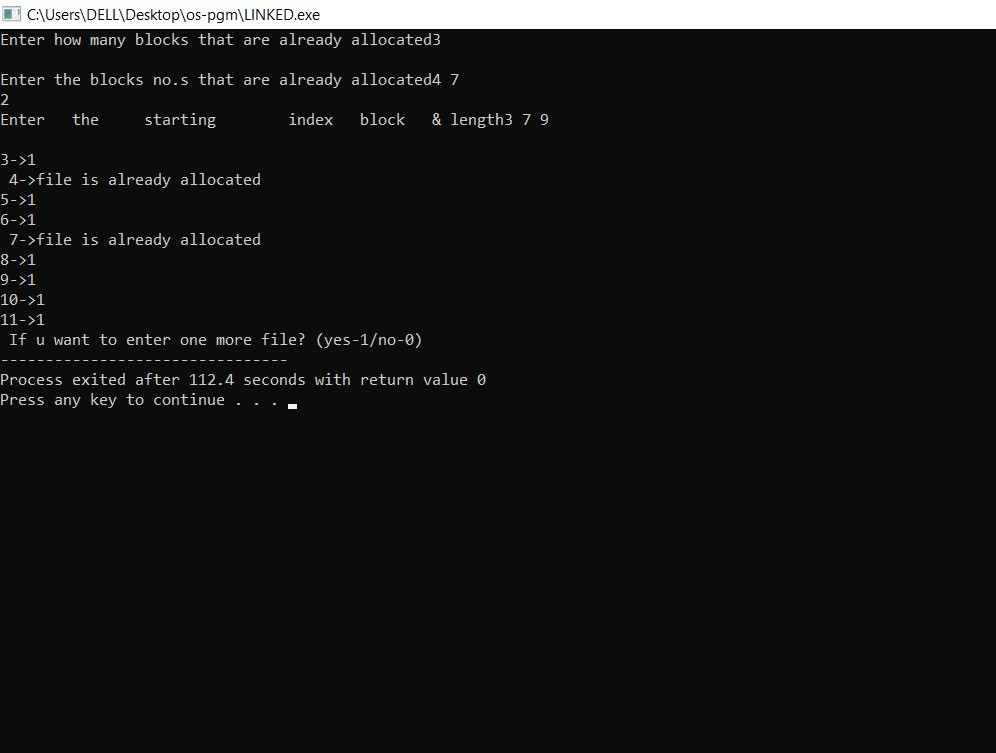 C:\Users\DELL\Desktop\os-pgm\LINKED.exe
Enter how many blocks that are already allocated3
Enter the blocks no.s that are already allocated4 7
2
Enter   the     starting        index   block   & length3 7 9
3->1
 4->file is already allocated
5->1
6->1
 7->file is already allocated
8->1
9->1
10->1
11->1
 If u want to enter one more file? (yes-1/no-0)
--------------------------------
Process exited after 112.4 seconds with return value 0
Press any key to continue . . .